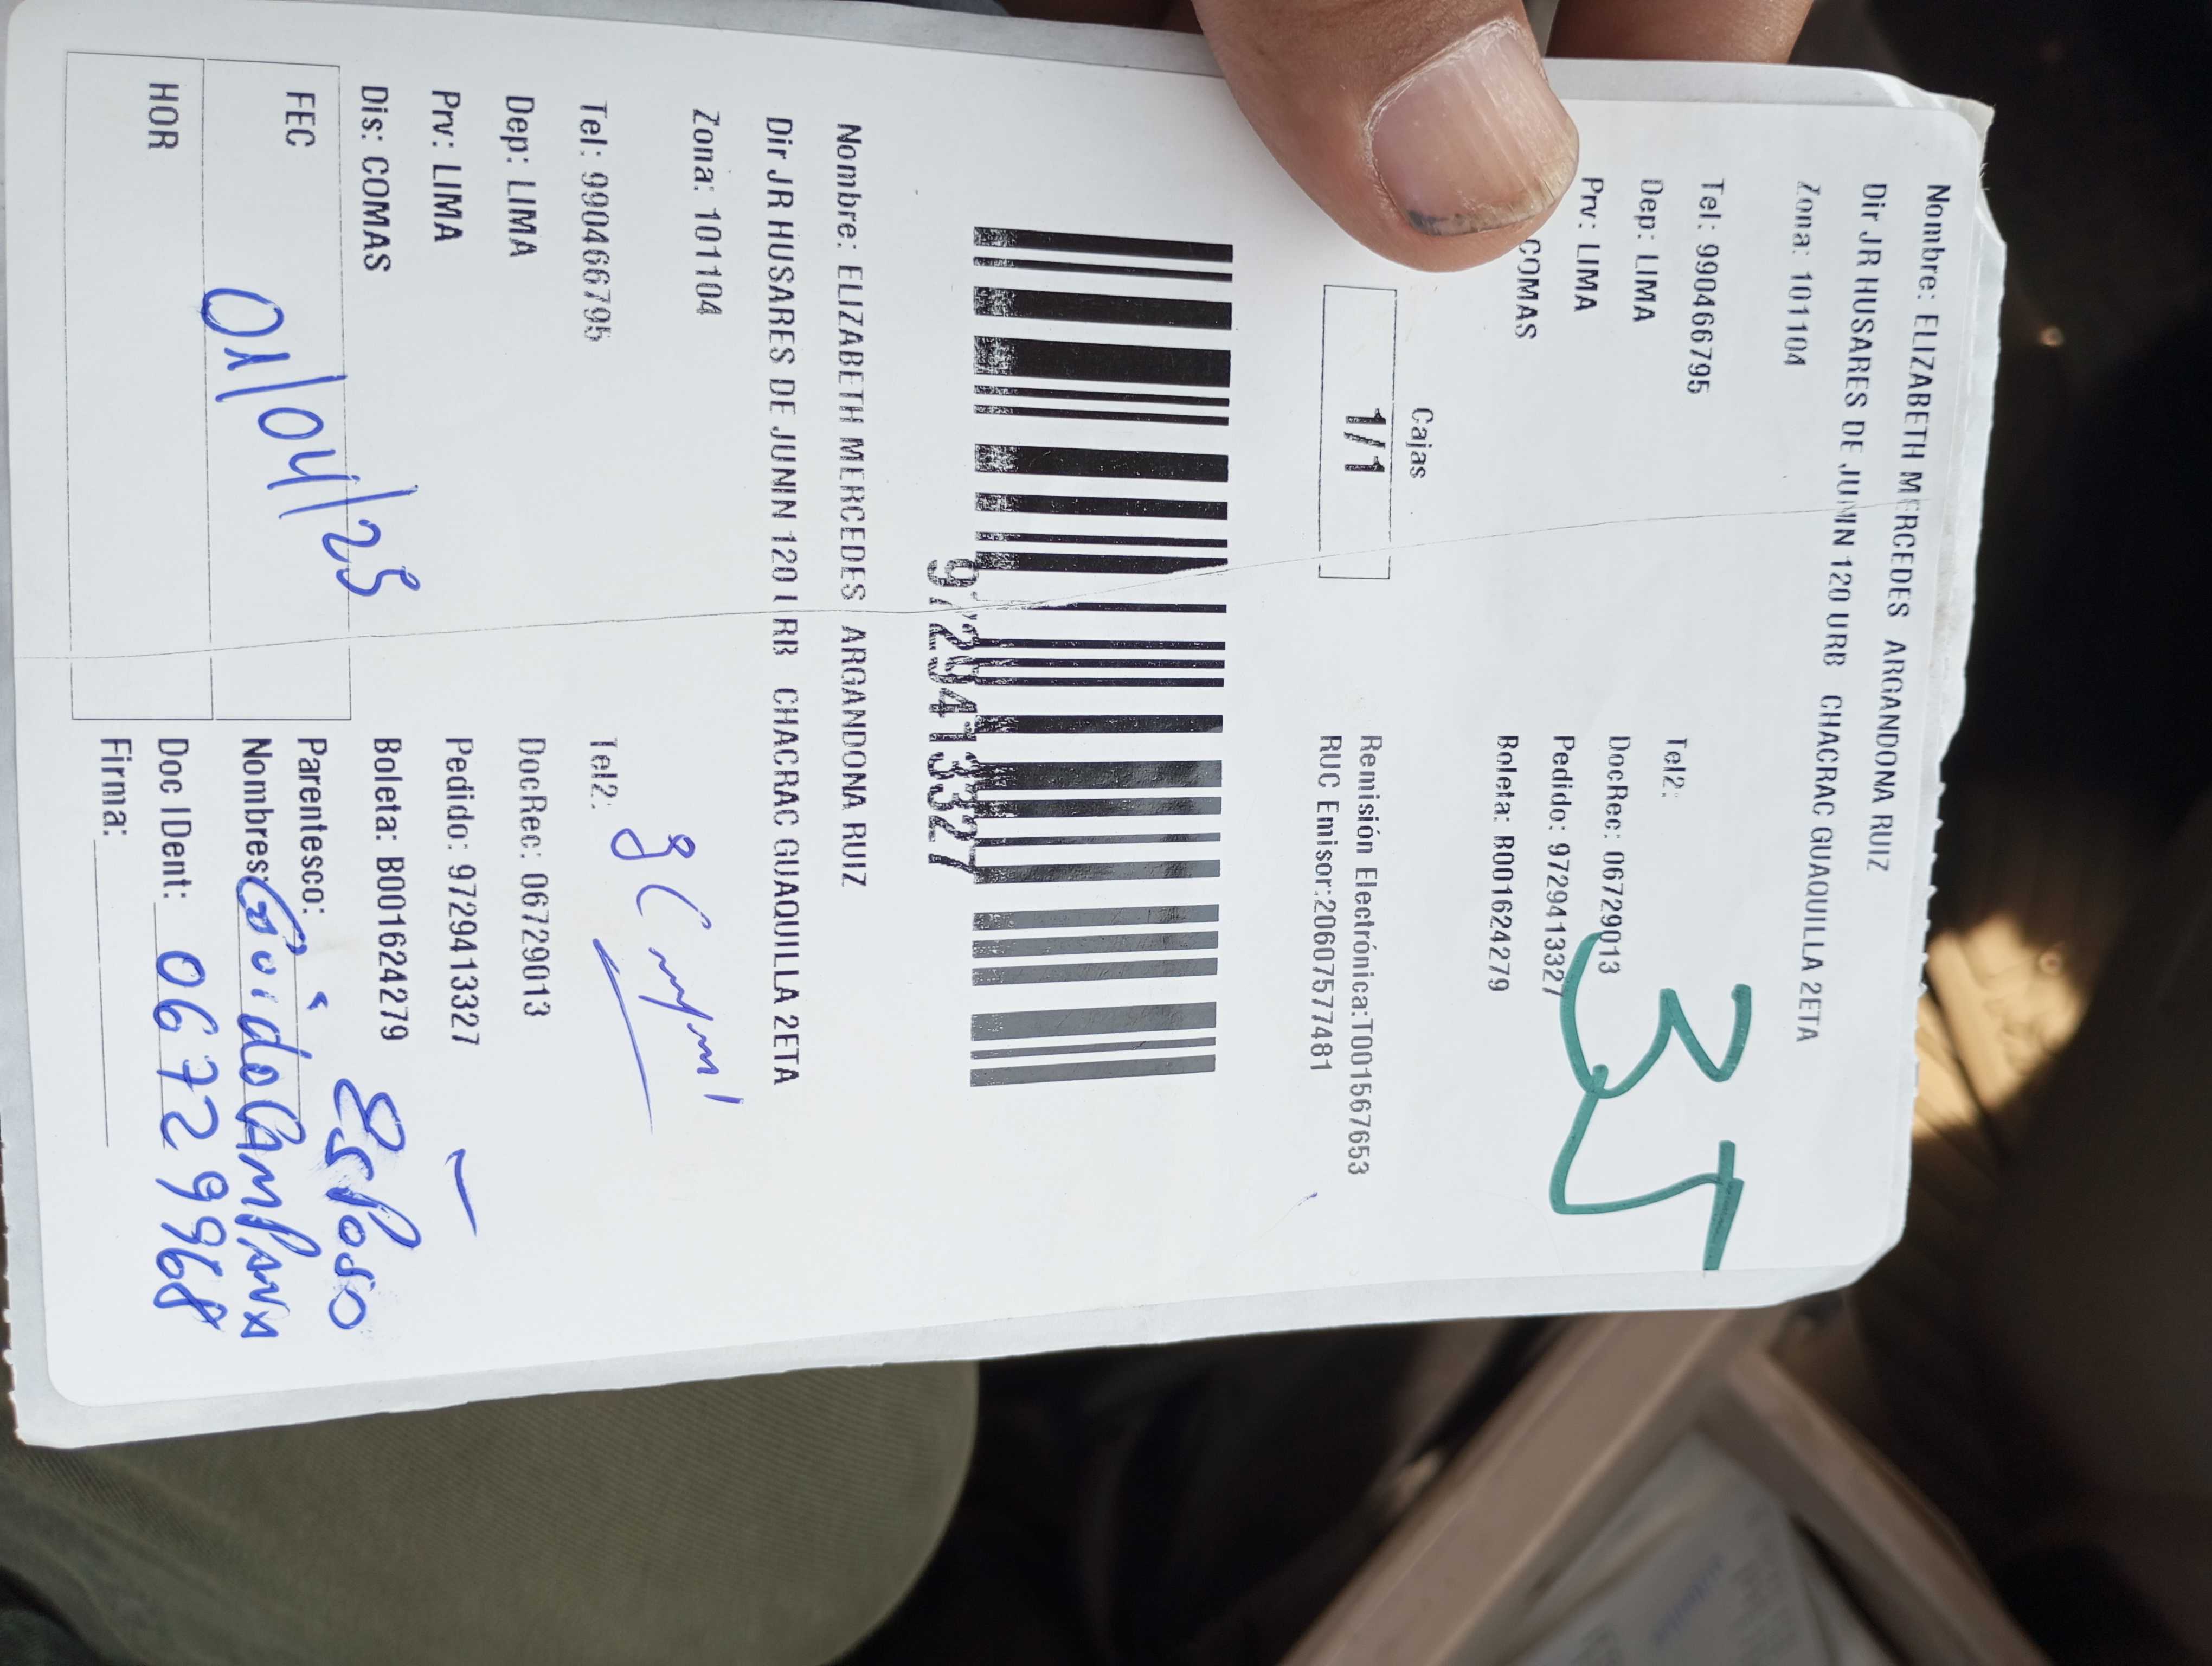 Nombre: ELIZABETH MERCEDES ARGANDONA RUIZ
Dir JR HUSARES DE JUNIN 120 URB CHACRAC GUAQUILLA 2ETA
Zona: 101104
Tel: 990466795 Tel2:
Dep: LIMA DocRec: 06729013
Prv: LIMA Pedido: 9729413327
COMAS Boleta: B001624279
35
Cajas
1/1
Remisión Electrónica:T001567653
RUC Emisor:20607577481
9729413327
Nombre: ELIZABETH MERCEDES ARGANDONA RUIZ
Dir JR HUSARES DE JUNIN 120 URB CHACRAC GUAQUILLA 2ETA
Zona: 101104
Tel: 990466795 Tel2:
Dep: LIMA DocRec: 06729013
Prv: LIMA Pedido: 9729413327
Dis: COMAS Boleta: B001624279
FEC 01/04/23
HOR
Parentesco: Esposo
Nombres: Campana
Doc IDent: 06729968
Firma: